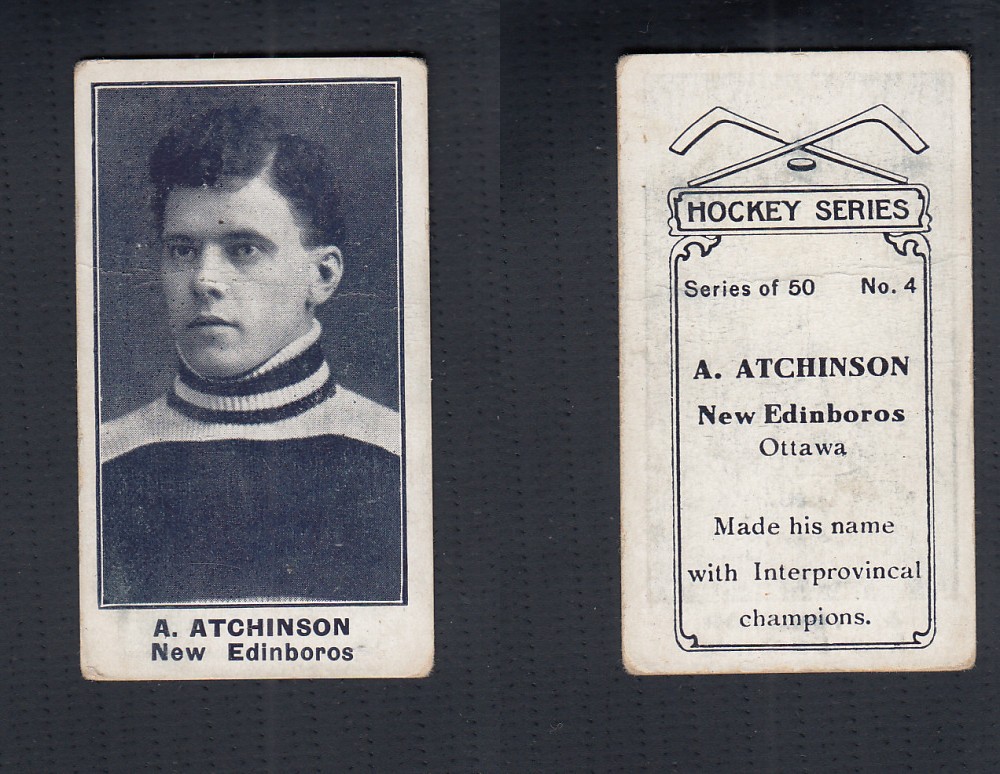 A. ATCHINSON
New Edinboros
HOCKEY SERIES
Series of 50 No. 4
A. ATCHINSON
New Edinboros
Ottawa
Made his name
with Interprovincal
champions.